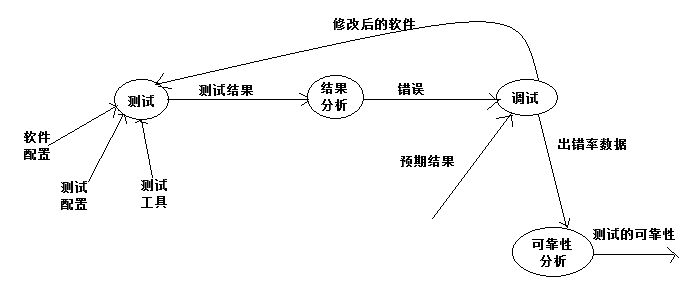 修改后的软件
测试
测试结果
结果
分析
错误
调试
软件
配置
测试
配置
测试
工具
预期结果
出错率数据
可靠性
分析
测试的可靠性